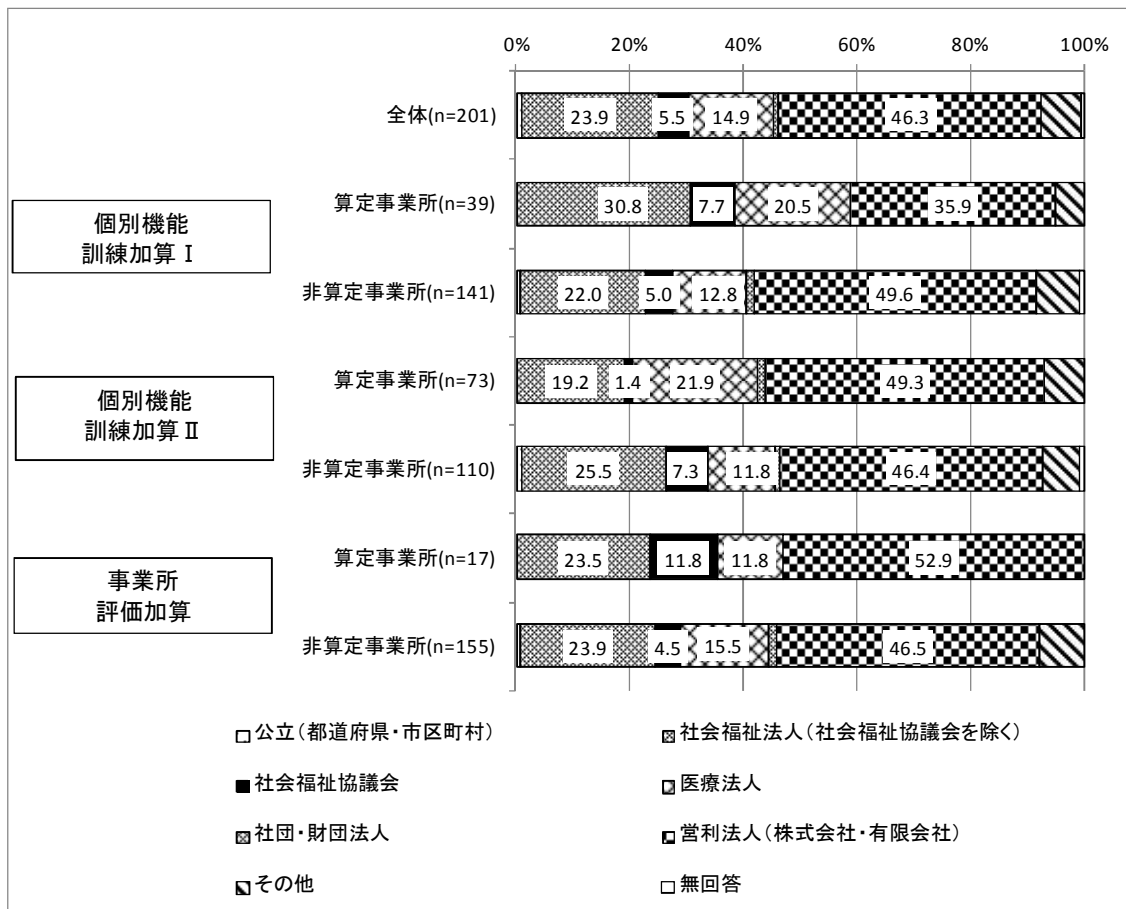 0% 20% 40% 60% 80% 100%
全体(n=201) 23.9 5.5 14.9 46.3
個別機能
訓練加算Ⅰ
算定事業所(n=39) 30.8 7.7 20.5 35.9
非算定事業所(n=141) 22.0 5.0 12.8 49.6
個別機能
訓練加算Ⅱ
算定事業所(n=73) 19.2 1.4 21.9 49.3
非算定事業所(n=110) 25.5 7.3 11.8 46.4
事業所
評価加算
算定事業所(n=17) 23.5 11.8 11.8 52.9
非算定事業所(n=155) 23.9 4.5 15.5 46.5
公立(都道府県・市区町村) 社会福祉法人(社会福祉協議会を除く)
社会福祉協議会 医療法人
社団・財団法人 営利法人(株式会社・有限会社)
その他 無回答